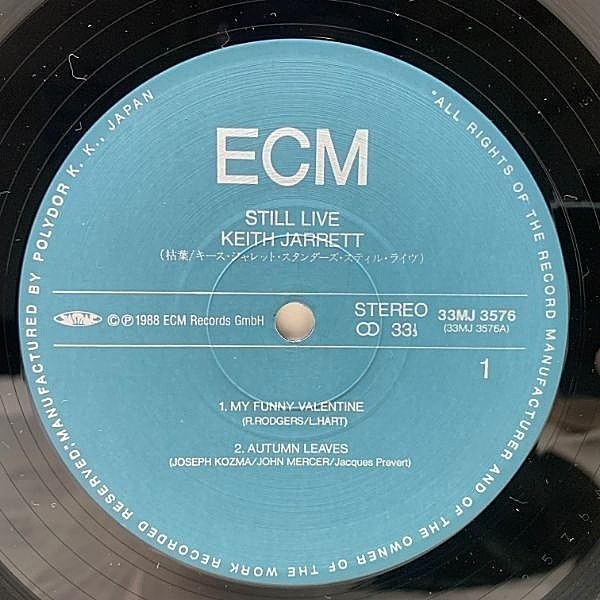 ECM
STILL LIVE
KEITH JARRETT
(枯葉/キース・ジャレット・スタンダーズ・スティル・ライヴ)
©℗1988 ECM Records GmbH
STEREO
33⅓
33MJ 3576
(33MJ 3576A)
1
1. MY FUNNY VALENTINE
(R.RODGERS/L.HART)
2. AUTUMN LEAVES
(JOSEPH KOZMA/JOHN MERCER/Jacques Prevert)
"ALL RIGHTS OF THE RECORD MANUFACTURER AND OF THE OWNER OF THE WORK RECORDED RESERVED" MANUFACTURED BY POLYDOR K. K., JAPAN